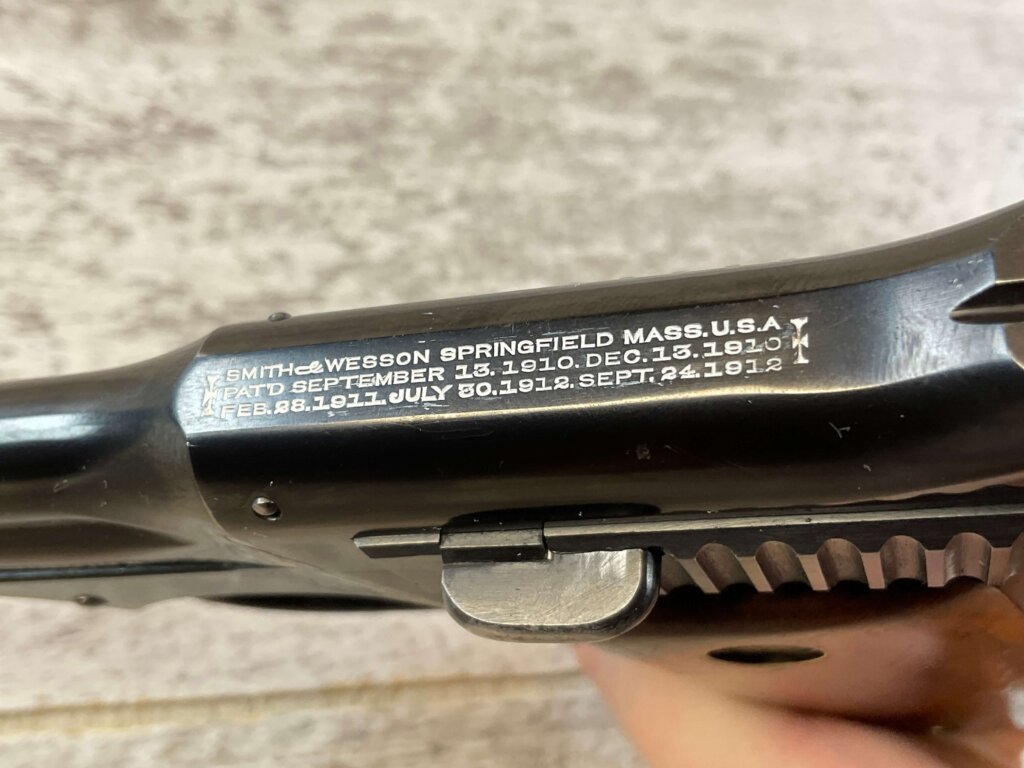 SMITH & WESSON SPRINGFIELD MASS. U.S.A
PAT'D SEPTEMBER 13. 1910. DEC. 13. 1910
FEB. 28. 1911. JULY 30. 1912. SEPT. 24. 1912